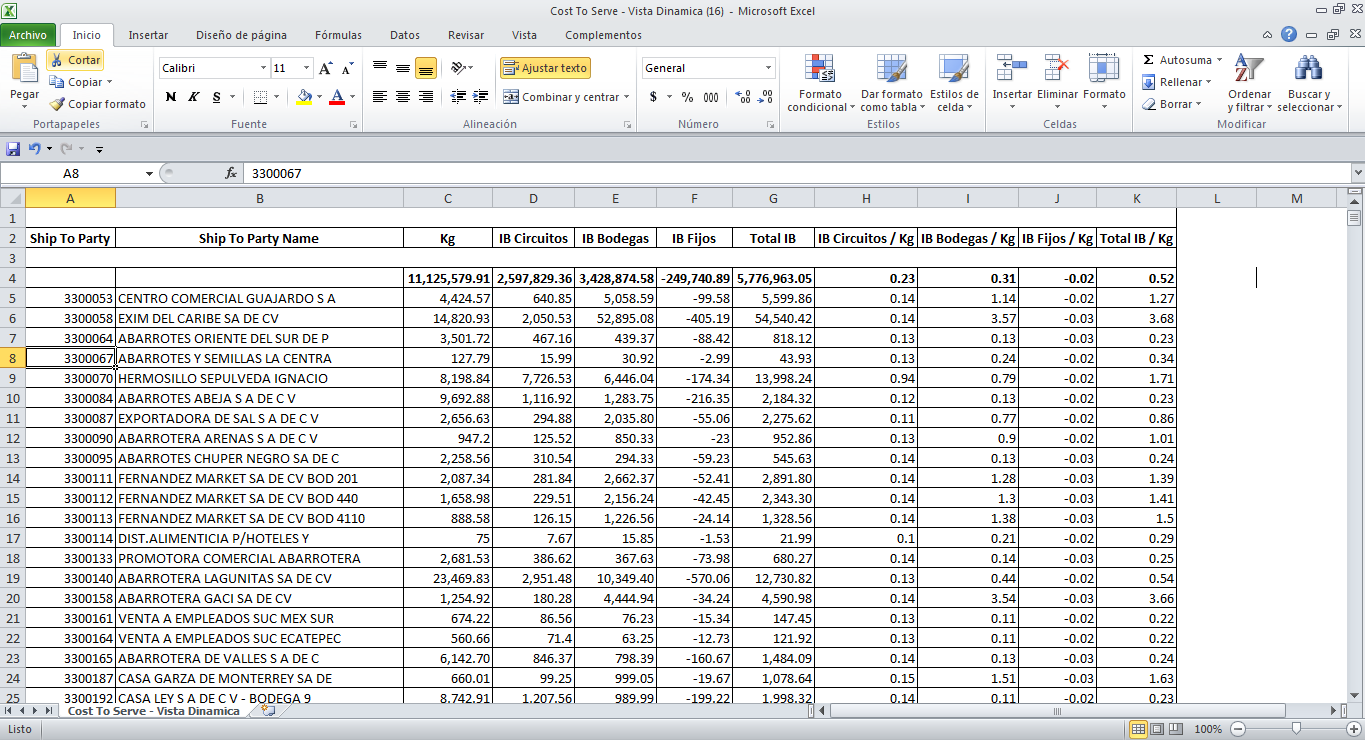 Cost To Serve - Vista Dinamica (16) - Microsoft Excel
Archivo Inicio Insertar Diseño de página Fórmulas Datos Revisar Vista Complementos
Pegar
Cortar
Copiar
Copiar formato
Portapapeles
Calibri 11
N K S
Fuente
Ajustar texto
Combinar y centrar
Alineación
General
$ % 000
Número
Formato condicional
Dar formato como tabla
Estilos de celda
Estilos
Insertar Eliminar Formato
Celdas
Autosuma
Rellenar
Borrar
Ordenar y filtrar
Buscar y seleccionar
Modificar
A8 fx 3300067
A B C D E F G H I J K L M
1
2 Ship To Party Ship To Party Name Kg IB Circuitos IB Bodegas IB Fijos Total IB IB Circuitos / Kg IB Bodegas / Kg IB Fijos / Kg Total IB / Kg
3
4 11,125,579.91 2,597,829.36 3,428,874.58 -249,740.89 5,776,963.05 0.23 0.31 -0.02 0.52
5 3300053 CENTRO COMERCIAL GUAJARDO S A 4,424.57 640.85 5,058.59 -99.58 5,599.86 0.14 1.14 -0.02 1.27
6 3300058 EXIM DEL CARIBE SA DE CV 14,820.93 2,050.53 52,895.08 -405.19 54,540.42 0.14 3.57 -0.03 3.68
7 3300064 ABARROTES ORIENTE DEL SUR DE P 3,501.72 467.16 439.37 -88.42 818.12 0.13 0.13 -0.03 0.23
8 3300067 ABARROTES Y SEMILLAS LA CENTRA 127.79 15.99 30.92 -2.99 43.93 0.13 0.24 -0.02 0.34
9 3300070 HERMOSILLO SEPULVEDA IGNACIO 8,198.84 7,726.53 6,446.04 -174.34 13,998.24 0.94 0.79 -0.02 1.71
10 3300084 ABARROTES ABEJA S A DE C V 9,692.88 1,116.92 1,283.75 -216.35 2,184.32 0.12 0.13 -0.02 0.23
11 3300087 EXPORTADORA DE SAL S A DE C V 2,656.63 294.88 2,035.80 -55.06 2,275.62 0.11 0.77 -0.02 0.86
12 3300090 ABARROTERA ARENAS S A DE C V 947.2 125.52 850.33 -23 952.86 0.13 0.9 -0.02 1.01
13 3300095 ABARROTES CHUPER NEGRO SA DE C 2,258.56 310.54 294.33 -59.23 545.63 0.14 0.13 -0.03 0.24
14 3300111 FERNANDEZ MARKET SA DE CV BOD 201 2,087.34 281.84 2,662.37 -52.41 2,891.80 0.14 1.28 -0.03 1.39
15 3300112 FERNANDEZ MARKET SA DE CV BOD 440 1,658.98 229.51 2,156.24 -42.45 2,343.30 0.14 1.3 -0.03 1.41
16 3300113 FERNANDEZ MARKET SA DE CV BOD 4110 888.58 126.15 1,226.56 -24.14 1,328.56 0.14 1.38 -0.03 1.5
17 3300114 DIST.ALIMENTICIA P/HOTELES Y 75 7.67 15.85 -1.53 21.99 0.1 0.21 -0.02 0.29
18 3300133 PROMOTORA COMERCIAL ABARROTERA 2,681.53 386.62 367.63 -73.98 680.27 0.14 0.14 -0.03 0.25
19 3300140 ABARROTERA LAGUNITAS SA DE CV 23,469.83 2,951.48 10,349.40 -570.06 12,730.82 0.13 0.44 -0.02 0.54
20 3300158 ABARROTERA GACI SA DE CV 1,254.92 180.28 4,444.94 -34.24 4,590.98 0.14 3.54 -0.03 3.66
21 3300161 VENTA A EMPLEADOS SUC MEX SUR 674.22 86.56 76.23 -15.34 147.45 0.13 0.11 -0.02 0.22
22 3300164 VENTA A EMPLEADOS SUC ECATEPEC 560.66 71.4 63.25 -12.73 121.92 0.13 0.11 -0.02 0.22
23 3300165 ABARROTERA DE VALLES S A DE C 6,142.70 846.37 798.39 -160.67 1,484.09 0.14 0.13 -0.03 0.24
24 3300187 CASA GARZA DE MONTERREY SA DE 660.01 99.25 999.05 -19.67 1,078.64 0.15 1.51 -0.03 1.63
25 3300192 CASA LEY S A DE C V - BODEGA 9 8,742.91 1,207.56 989.99 -199.22 1,998.32 0.14 0.11 -0.02 0.23
Cost To Serve - Vista Dinamica
Listo 100%